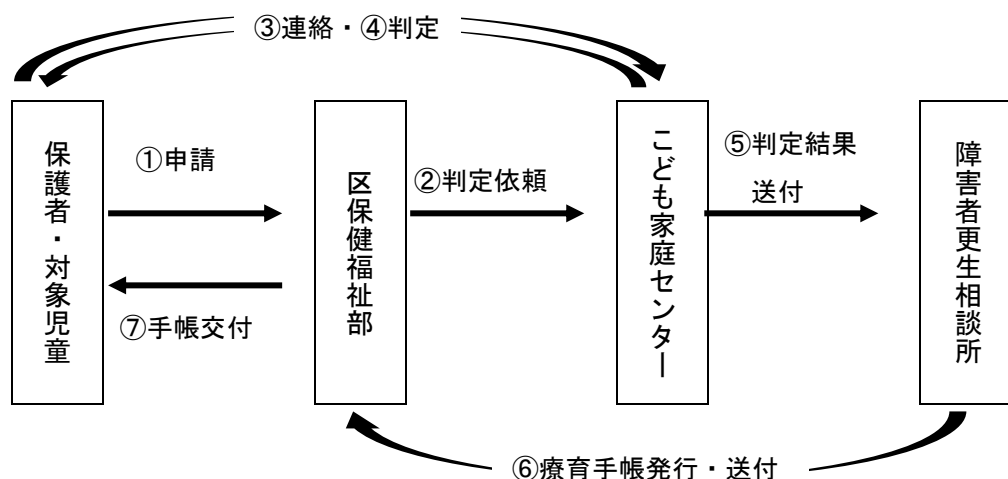 ③連絡・④判定
保護者・対象児童
①申請
⑦手帳交付
区保健福祉部
②判定依頼
こども家庭センター
⑤判定結果
送付
障害者更生相談所
⑥療育手帳発行・送付